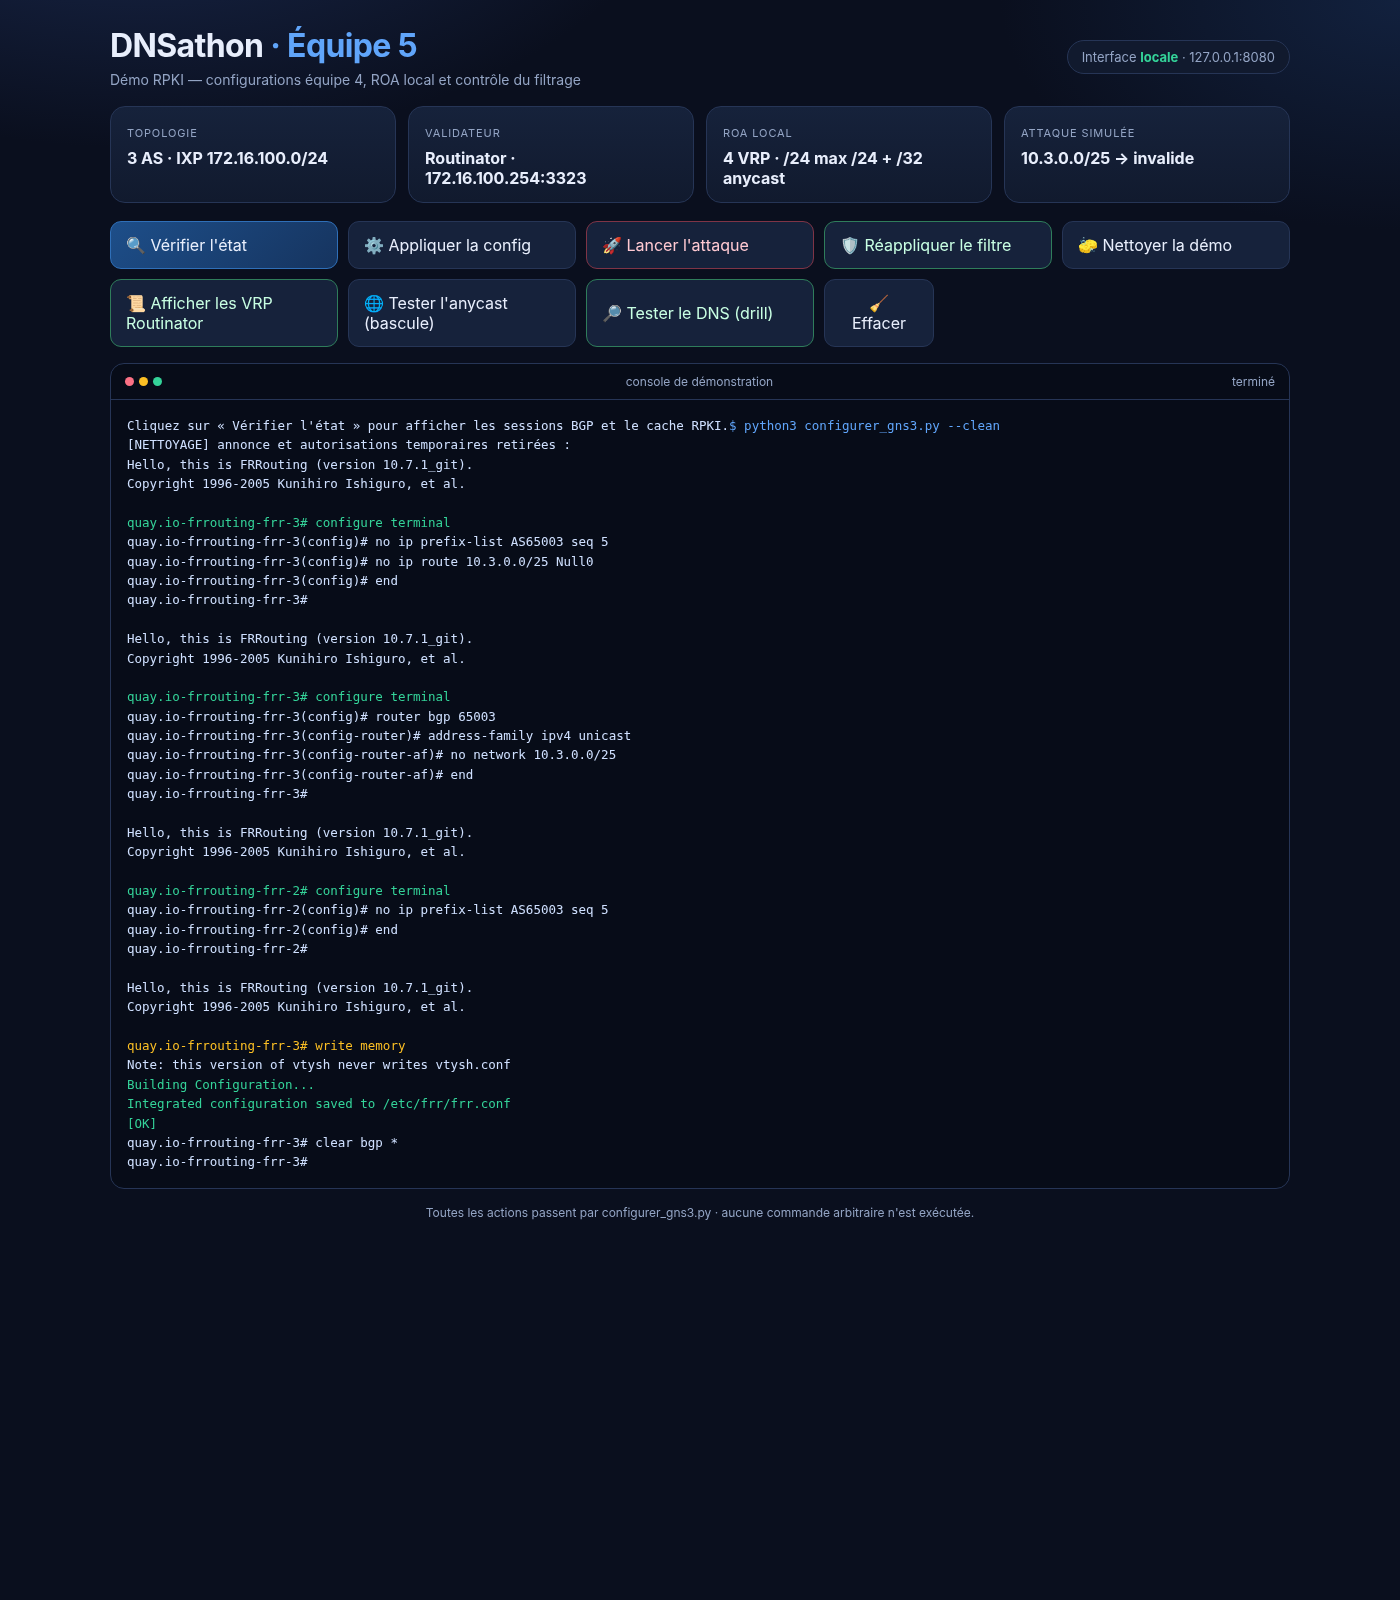 DNSathon · Équipe 5
Démo RPKI — configurations équipe 4, ROA local et contrôle du filtrage
Interface locale · 127.0.0.1:8080
TOPOLOGIE
3 AS · IXP 172.16.100.0/24
VALIDATEUR
Routinator ·
172.16.100.254:3323
ROA LOCAL
4 VRP · /24 max /24 + /32
anycast
ATTAQUE SIMULÉE
10.3.0.0/25 → invalide
🔍 Vérifier l'état
⚙️ Appliquer la config
🚀 Lancer l'attaque
🛡️ Réappliquer le filtre
🧽 Nettoyer la démo
📜 Afficher les VRP
Routinator
🌐 Tester l'anycast
(bascule)
🔎 Tester le DNS (drill)
🧹
Effacer
console de démonstration
terminé
Cliquez sur « Vérifier l'état » pour afficher les sessions BGP et le cache RPKI.$ python3 configurer_gns3.py --clean
[NETTOYAGE] annonce et autorisations temporaires retirées :
Hello, this is FRRouting (version 10.7.1_git).
Copyright 1996-2005 Kunihiro Ishiguro, et al.
quay.io-frrouting-frr-3# configure terminal
quay.io-frrouting-frr-3(config)# no ip prefix-list AS65003 seq 5
quay.io-frrouting-frr-3(config)# no ip route 10.3.0.0/25 Null0
quay.io-frrouting-frr-3(config)# end
quay.io-frrouting-frr-3#
Hello, this is FRRouting (version 10.7.1_git).
Copyright 1996-2005 Kunihiro Ishiguro, et al.
quay.io-frrouting-frr-3# configure terminal
quay.io-frrouting-frr-3(config)# router bgp 65003
quay.io-frrouting-frr-3(config-router)# address-family ipv4 unicast
quay.io-frrouting-frr-3(config-router-af)# no network 10.3.0.0/25
quay.io-frrouting-frr-3(config-router-af)# end
quay.io-frrouting-frr-3#
Hello, this is FRRouting (version 10.7.1_git).
Copyright 1996-2005 Kunihiro Ishiguro, et al.
quay.io-frrouting-frr-2# configure terminal
quay.io-frrouting-frr-2(config)# no ip prefix-list AS65003 seq 5
quay.io-frrouting-frr-2(config)# end
quay.io-frrouting-frr-2#
Hello, this is FRRouting (version 10.7.1_git).
Copyright 1996-2005 Kunihiro Ishiguro, et al.
quay.io-frrouting-frr-3# write memory
Note: this version of vtysh never writes vtysh.conf
Building Configuration...
Integrated configuration saved to /etc/frr/frr.conf
[OK]
quay.io-frrouting-frr-3# clear bgp *
quay.io-frrouting-frr-3#
Toutes les actions passent par configurer_gns3.py · aucune commande arbitraire n'est exécutée.